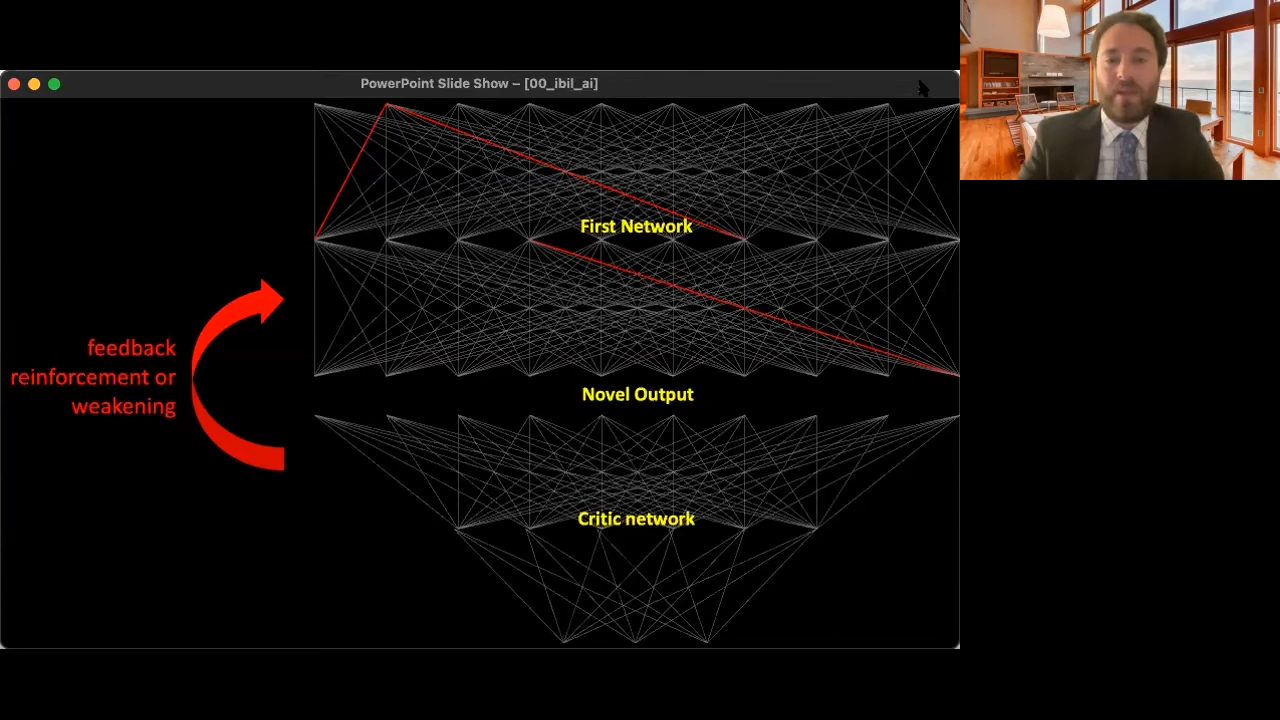 PowerPoint Slide Show – [00_ibil_ai]
First Network
feedback
reinforcement or
weakening
Novel Output
Critic network